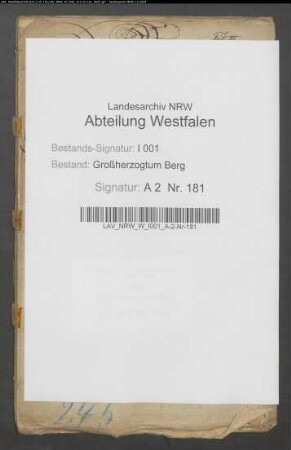 Landesarchiv NRW
Abteilung Westfalen
Bestands-Signatur: I 001
Bestand: Großherzogtum Berg
Signatur: A 2 Nr. 181
LAV_NRW_W_I001_A-2-Nr-181